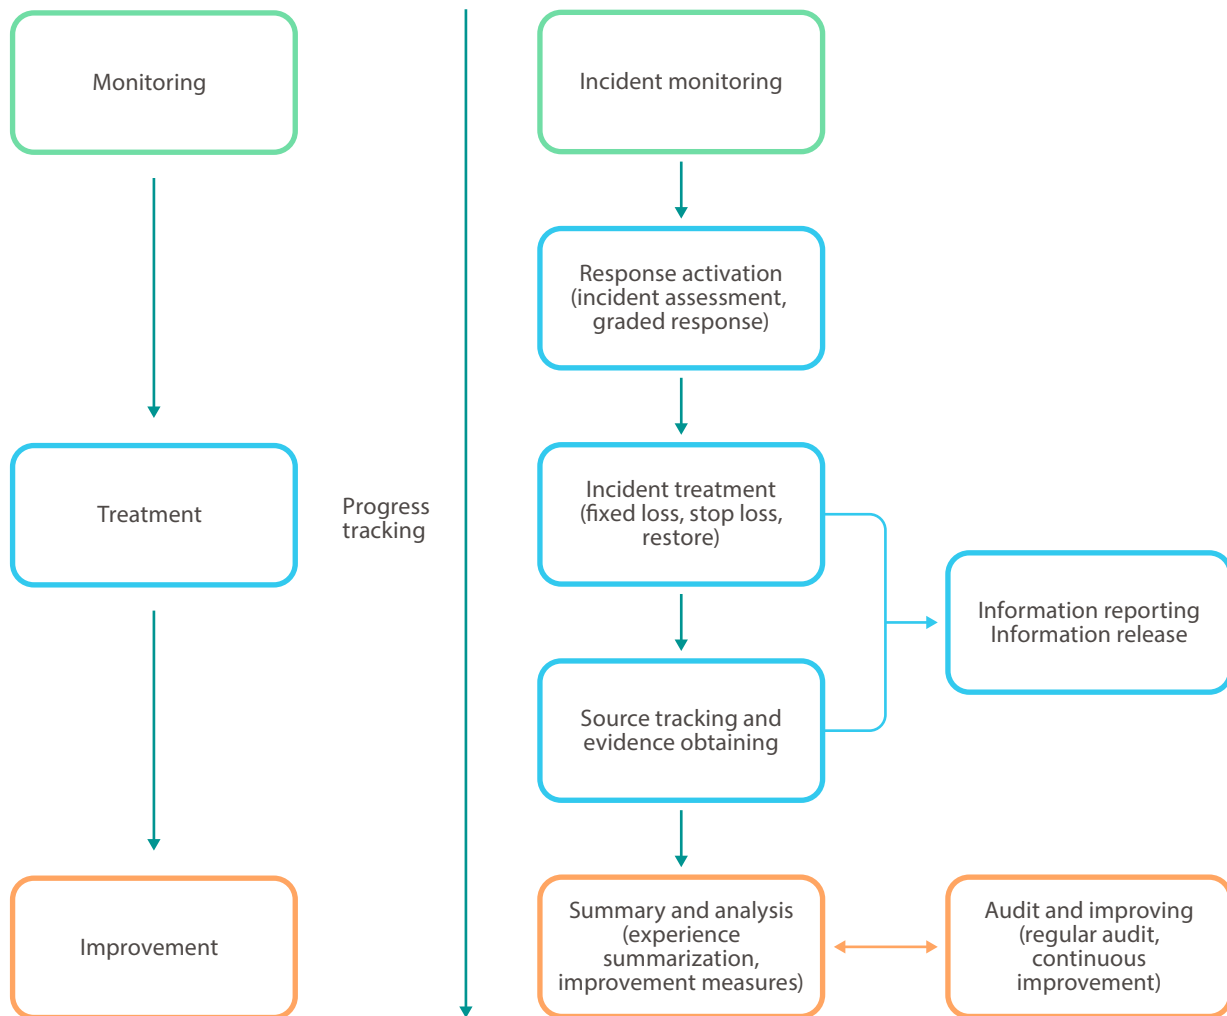 Monitoring
Treatment
Improvement
Progress
tracking
Incident monitoring
Response activation
(incident assessment,
graded response)
Incident treatment
(fixed loss, stop loss,
restore)
Source tracking and
evidence obtaining
Information reporting
Information release
Summary and analysis
(experience
summarization,
improvement measures)
Audit and improving
(regular audit,
continuous
improvement)